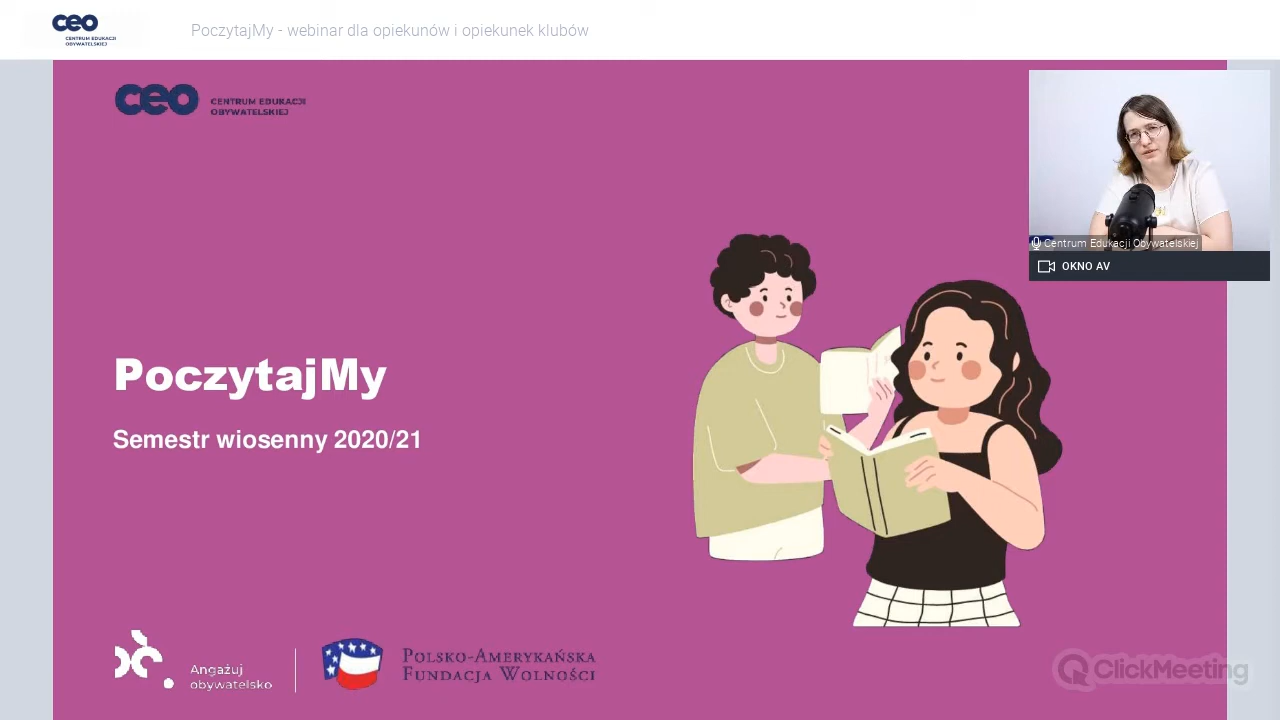 ceo
CENTRUM EDUKACJI
OBYWATELSKIEJ
PoczytajMy - webinar dla opiekunów i opiekunek klubów
ceo
CENTRUM EDUKACJI
OBYWATELSKIEJ
Centrum Edukacji Obywatelskiej
OKNO AV
PoczytajMy
Semestr wiosenny 2020/21
Angażuj
obywatelsko
POLSKO-AMERYKAŃSKA
FUNDACJA WOLNOŚCI
ClickMeeting